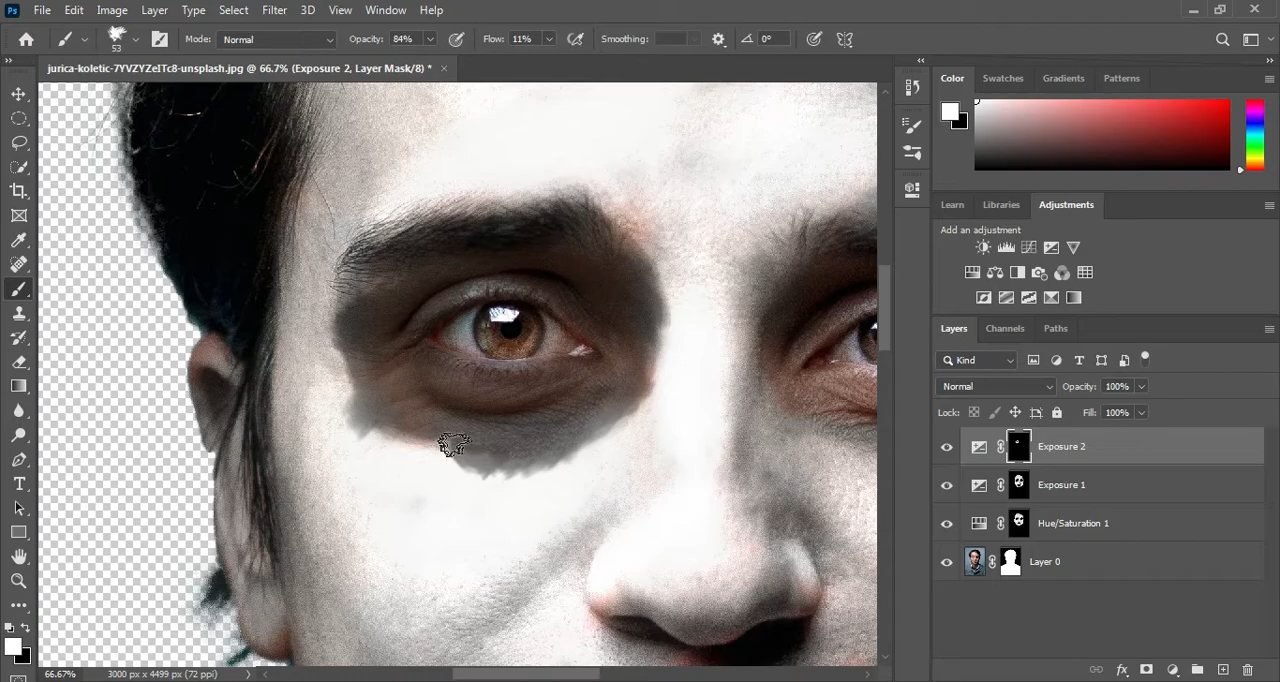 Ps File Edit Image Layer Type Select Filter 3D View Window Help
53 Mode: Normal Opacity: 84% Flow: 11% Smoothing: 0°
jurica-koletic-7YVZYZeITc8-unsplash.jpg @ 66.7% (Exposure 2, Layer Mask/8) *
Color Swatches Gradients Patterns
Learn Libraries Adjustments
Add an adjustment
Layers Channels Paths
Kind
Normal Opacity: 100%
Lock: Fill: 100%
Exposure 2
Exposure 1
Hue/Saturation 1
Layer 0
66.67% 3000 px x 4499 px (72 ppi)